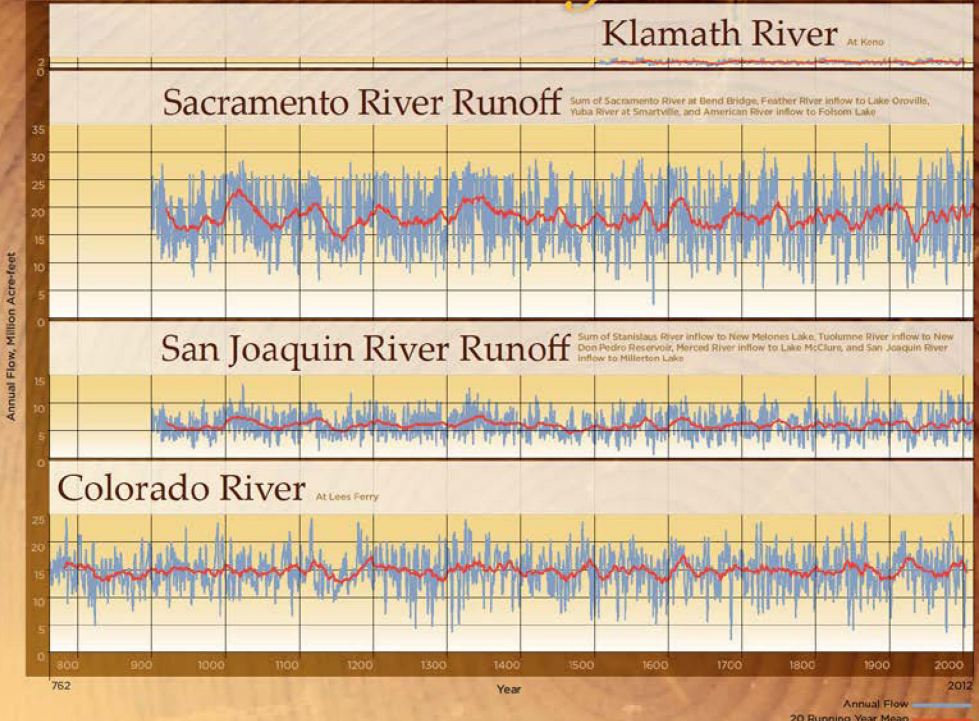 Klamath River At Keno
2
0
Sacramento River Runoff
Sum of Sacramento River at Bend Bridge, Feather River inflow to Lake Oroville,
Yuba River at Smartville, and American River inflow to Folsom Lake
35
30
25
20
15
10
5
0
Annual Flow, Million Acre-feet
San Joaquin River Runoff
Sum of Stanislaus River inflow to New Melones Lake, Tuolumne River inflow to New
Don Pedro Reservoir, Merced River inflow to Lake McClure, and San Joaquin River
inflow to Millerton Lake
15
10
5
0
Colorado River At Lees Ferry
25
20
15
10
5
0
800 900 1000 1100 1200 1300 1400 1500 1600 1700 1800 1900 2000
762 Year 2012
Annual Flow
20 Running Year Mean